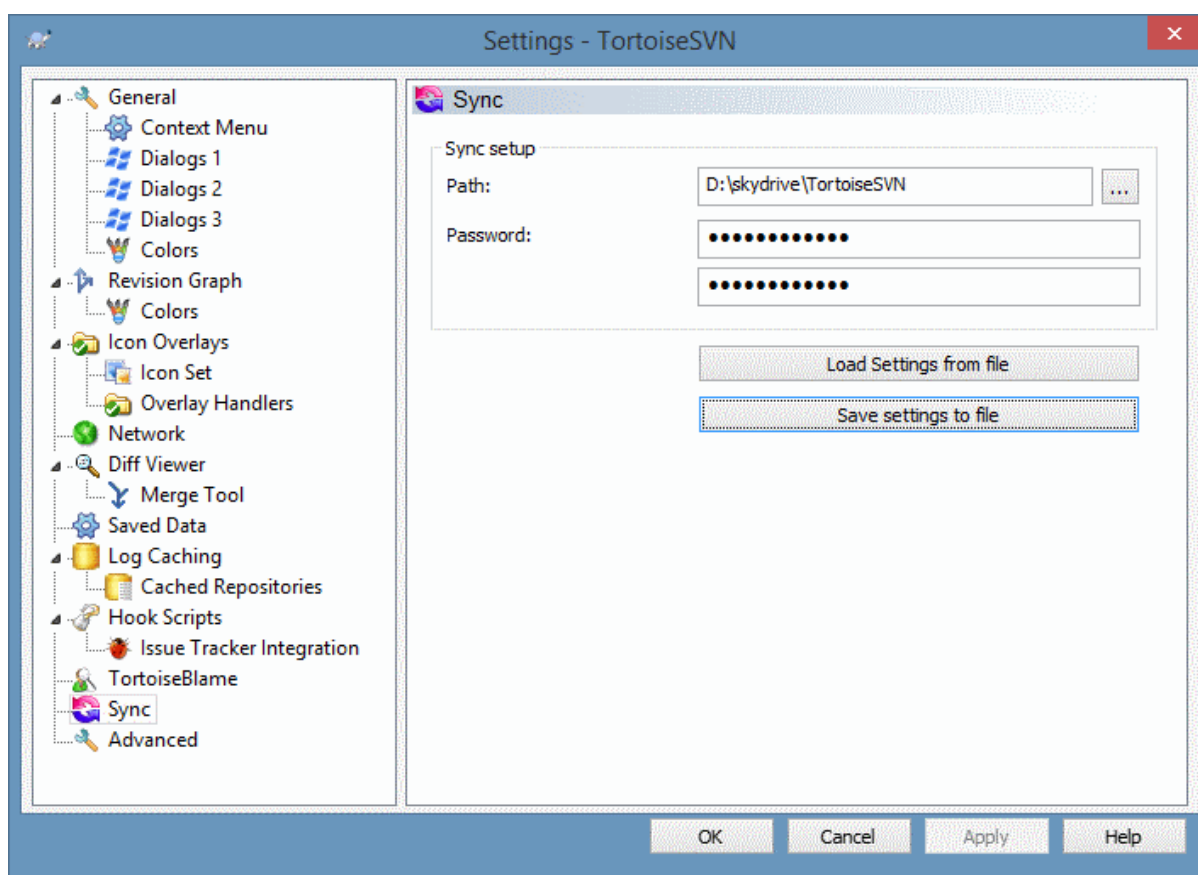 Settings - TortoiseSVN
General
Context Menu
Dialogs 1
Dialogs 2
Dialogs 3
Colors
Revision Graph
Colors
Icon Overlays
Icon Set
Overlay Handlers
Network
Diff Viewer
Merge Tool
Saved Data
Log Caching
Cached Repositories
Hook Scripts
Issue Tracker Integration
TortoiseBlame
Sync
Advanced
Sync
Sync setup
Path: D:\skydrive\TortoiseSVN ...
Password: ●●●●●●●●●●●●
●●●●●●●●●●●●
Load Settings from file
Save settings to file
OK Cancel Apply Help